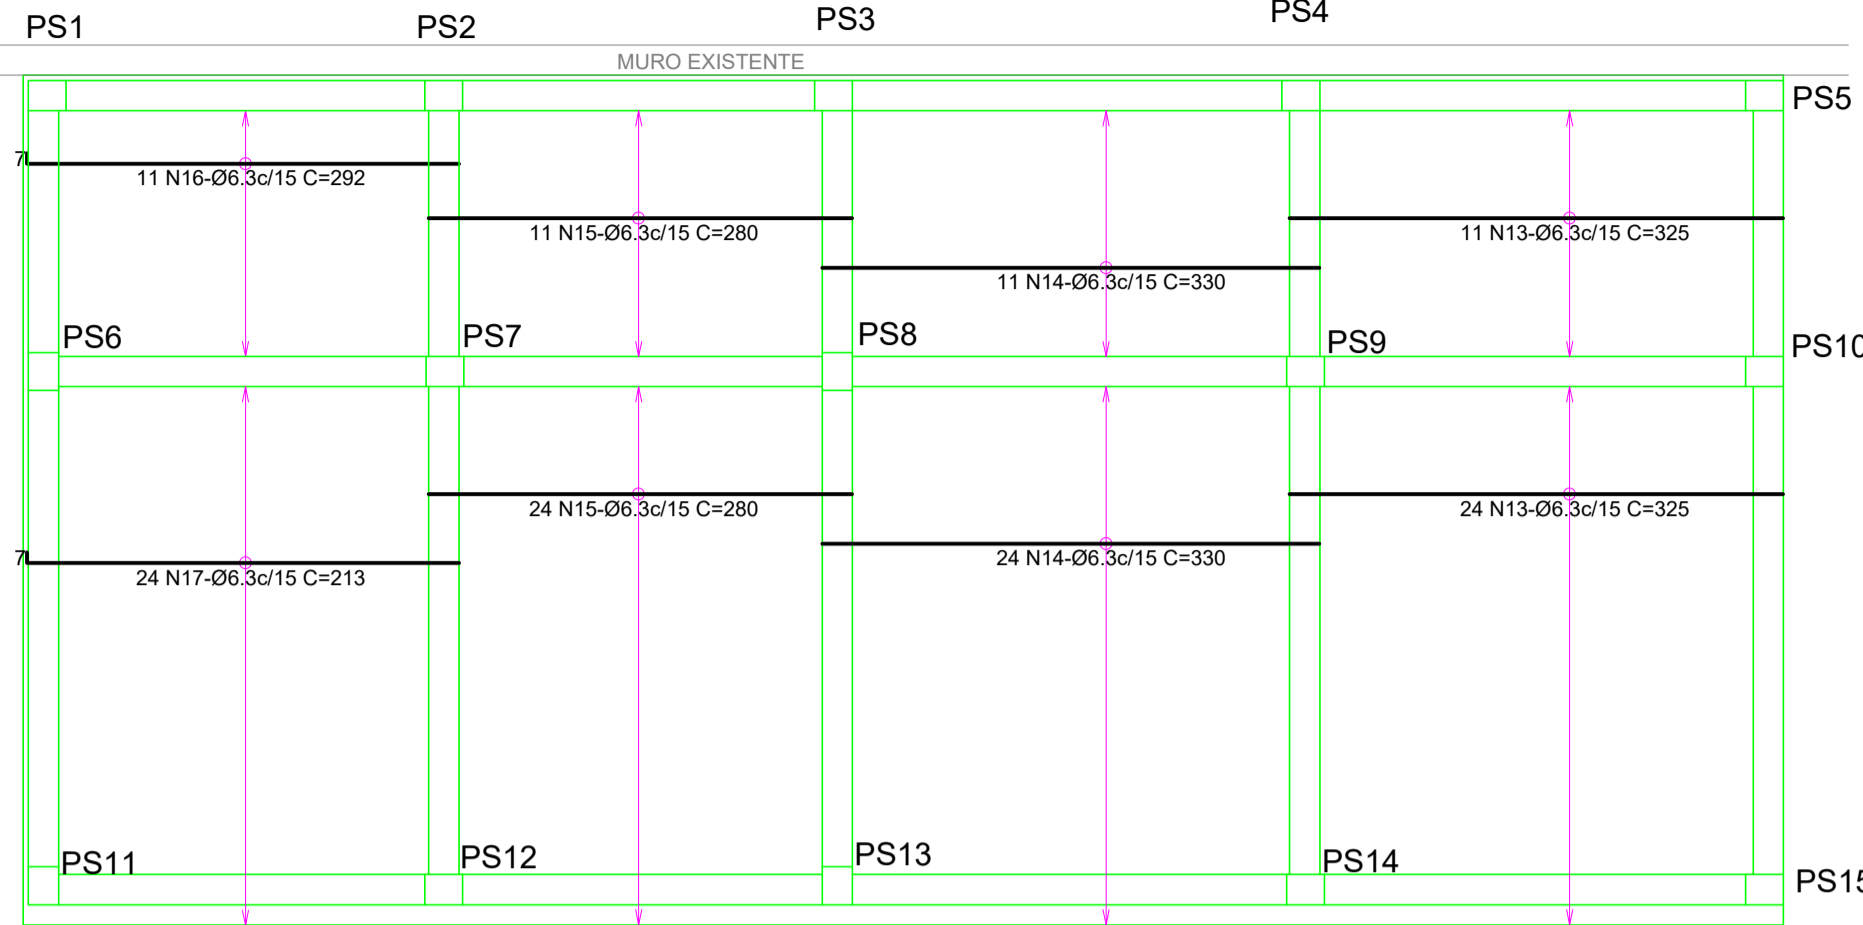 PS1
PS2
PS3
PS4
MURO EXISTENTE
PS5
7
11 N16-Ø6.3c/15 C=292
11 N15-Ø6.3c/15 C=280
11 N14-Ø6.3c/15 C=330
11 N13-Ø6.3c/15 C=325
PS6
PS7
PS8
PS9
PS10
7
24 N17-Ø6.3c/15 C=213
24 N15-Ø6.3c/15 C=280
24 N14-Ø6.3c/15 C=330
24 N13-Ø6.3c/15 C=325
PS11
PS12
PS13
PS14
PS15